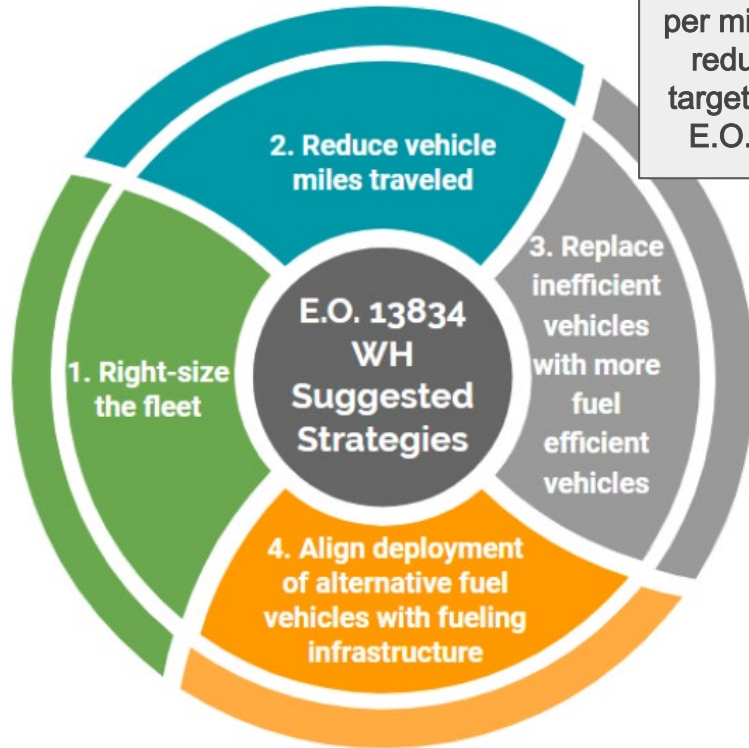 per mi
redu
target
E.O.
2. Reduce vehicle
miles traveled
3. Replace
inefficient
vehicles
with more
fuel
efficient
vehicles
E.O. 13834
WH
Suggested
Strategies
1. Right-size
the fleet
4. Align deployment
of alternative fuel
vehicles with fueling
infrastructure